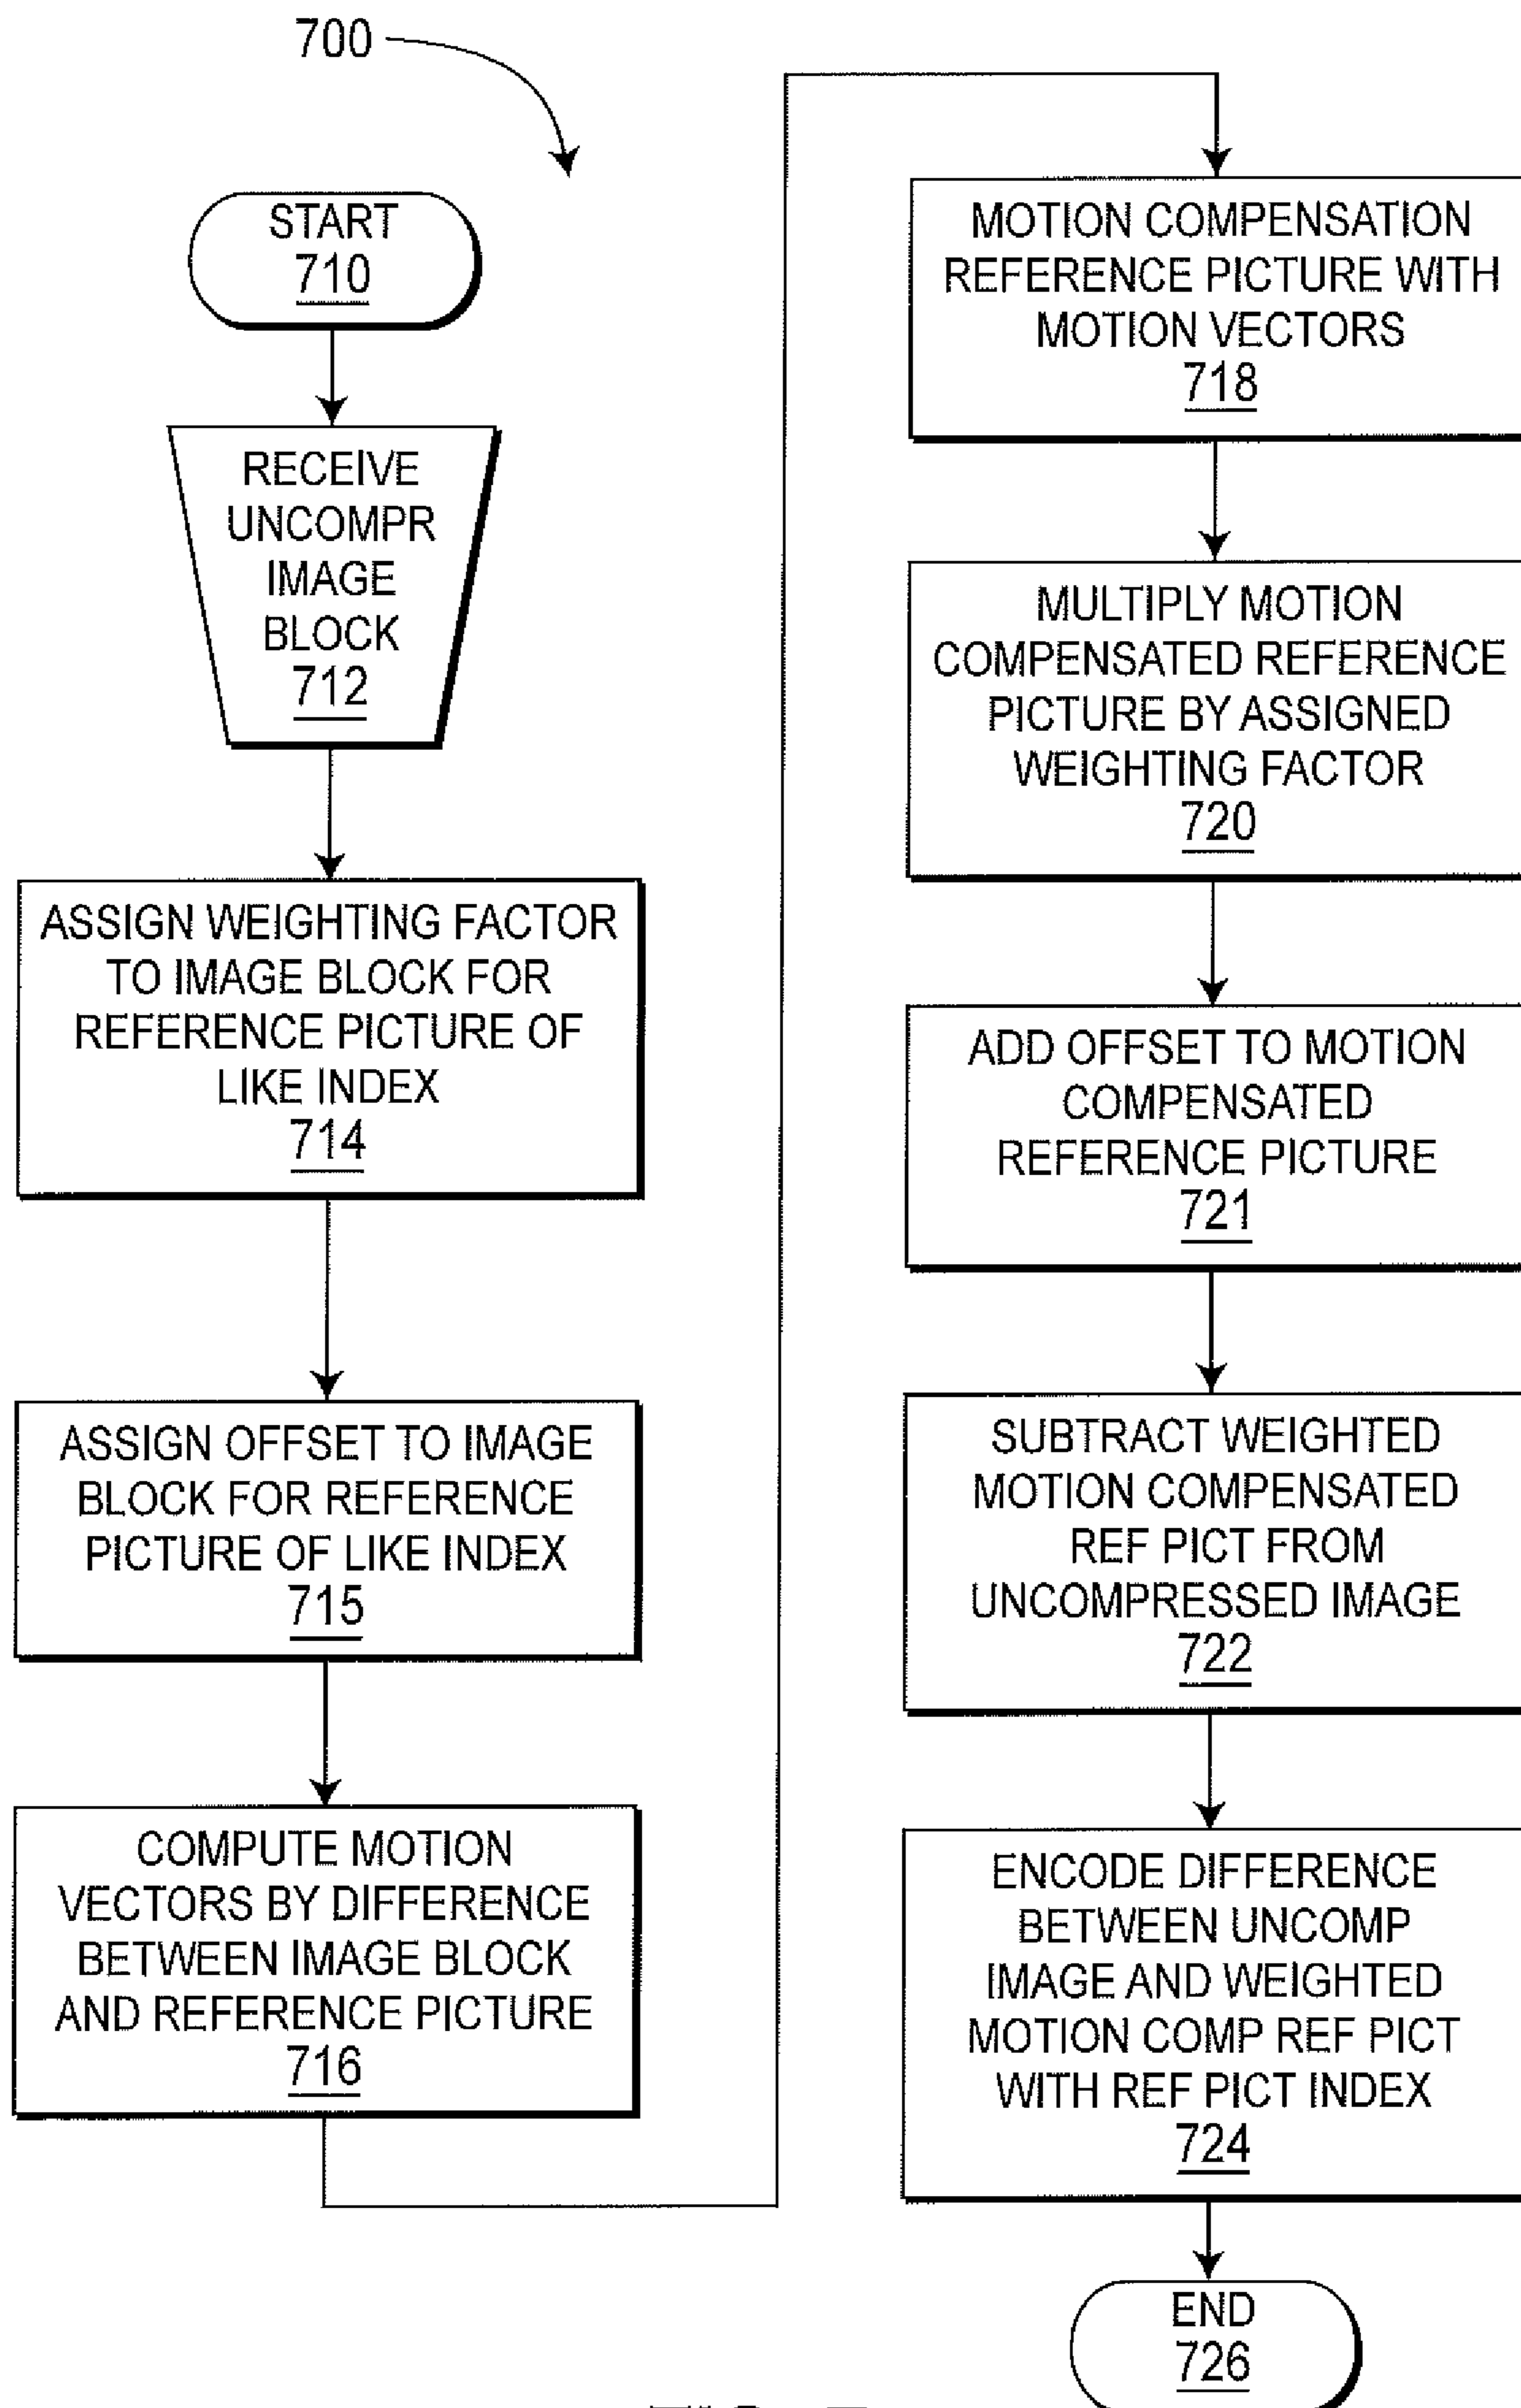 700
START
710
RECEIVE
UNCOMPR
IMAGE
BLOCK
712
ASSIGN WEIGHTING FACTOR
TO IMAGE BLOCK FOR
REFERENCE PICTURE OF
LIKE INDEX
714
ASSIGN OFFSET TO IMAGE
BLOCK FOR REFERENCE
PICTURE OF LIKE INDEX
715
COMPUTE MOTION
VECTORS BY DIFFERENCE
BETWEEN IMAGE BLOCK
AND REFERENCE PICTURE
716
MOTION COMPENSATION
REFERENCE PICTURE WITH
MOTION VECTORS
718
MULTIPLY MOTION
COMPENSATED REFERENCE
PICTURE BY ASSIGNED
WEIGHTING FACTOR
720
ADD OFFSET TO MOTION
COMPENSATED
REFERENCE PICTURE
721
SUBTRACT WEIGHTED
MOTION COMPENSATED
REF PICT FROM
UNCOMPRESSED IMAGE
722
ENCODE DIFFERENCE
BETWEEN UNCOMP
IMAGE AND WEIGHTED
MOTION COMP REF PICT
WITH REF PICT INDEX
724
END
726